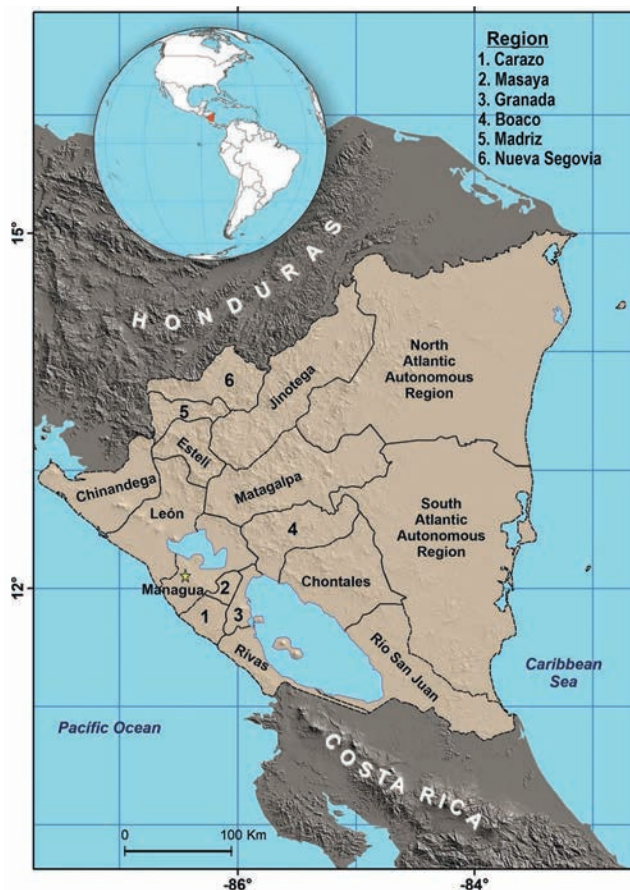 Region
1. Carazo
2. Masaya
3. Granada
4. Boaco
5. Madriz
6. Nueva Segovia
15°
HONDURAS
North
Atlantic
Autonomous
Region
6
Jinotega
5
Estelí
Chinandega
Matagalpa
León
South
Atlantic
Autonomous
Region
4
12°
Chontales
Managua
2
1
3
Rivas
Rio San Juan
Caribbean
Sea
Pacific Ocean
COSTA RICA
0
100 Km
-86°
-84°